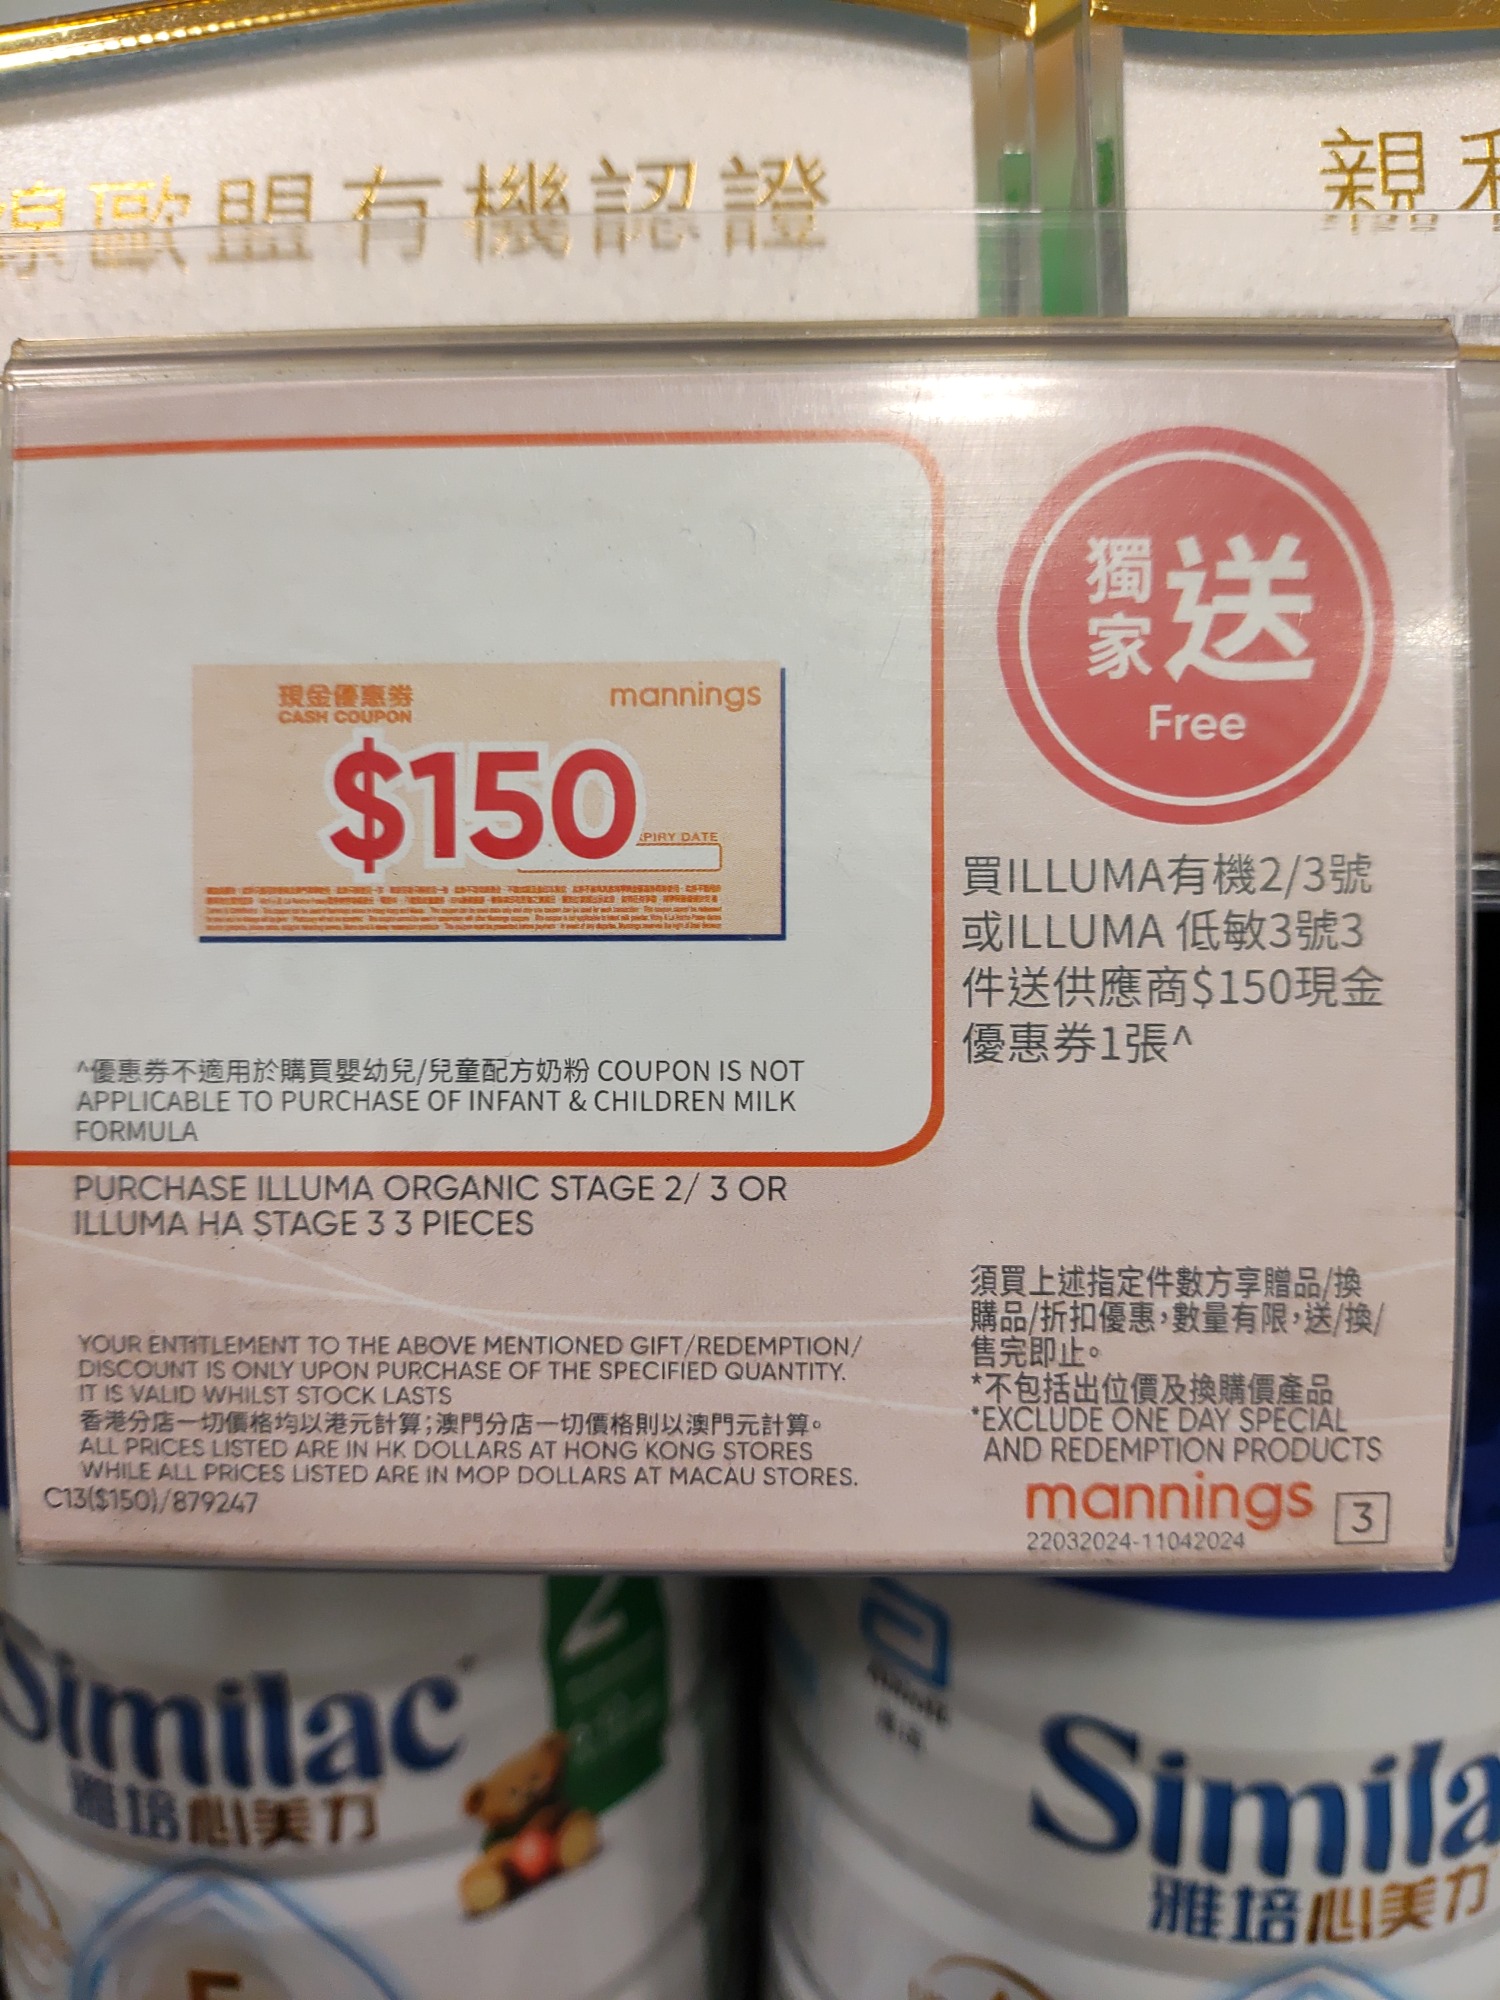 歐盟有機認證
親
現金優惠券
CASH COUPON
mannings
$150
PIRY DATE
獨家
送
Free
買ILLUMA有機2/3號
或ILLUMA 低敏3號3
件送供應商$150現金
優惠券1張^
^優惠券不適用於購買嬰幼兒/兒童配方奶粉 COUPON IS NOT
APPLICABLE TO PURCHASE OF INFANT & CHILDREN MILK
FORMULA
PURCHASE ILLUMA ORGANIC STAGE 2/ 3 OR
ILLUMA HA STAGE 3 3 PIECES
YOUR ENTITLEMENT TO THE ABOVE MENTIONED GIFT/REDEMPTION/
DISCOUNT IS ONLY UPON PURCHASE OF THE SPECIFIED QUANTITY.
IT IS VALID WHILST STOCK LASTS
香港分店一切價格均以港元計算;澳門分店一切價格則以澳門元計算。
ALL PRICES LISTED ARE IN HK DOLLARS AT HONG KONG STORES
WHILE ALL PRICES LISTED ARE IN MOP DOLLARS AT MACAU STORES.
C13($150)/879247
須買上述指定件數方享贈品/換
購品/折扣優惠,數量有限,送/換/
售完即止。
*不包括出位價及換購價產品
*EXCLUDE ONE DAY SPECIAL
AND REDEMPTION PRODUCTS
mannings
3
22032024-11042024
Similac
雅培心美力
2
Simila
雅培心美力